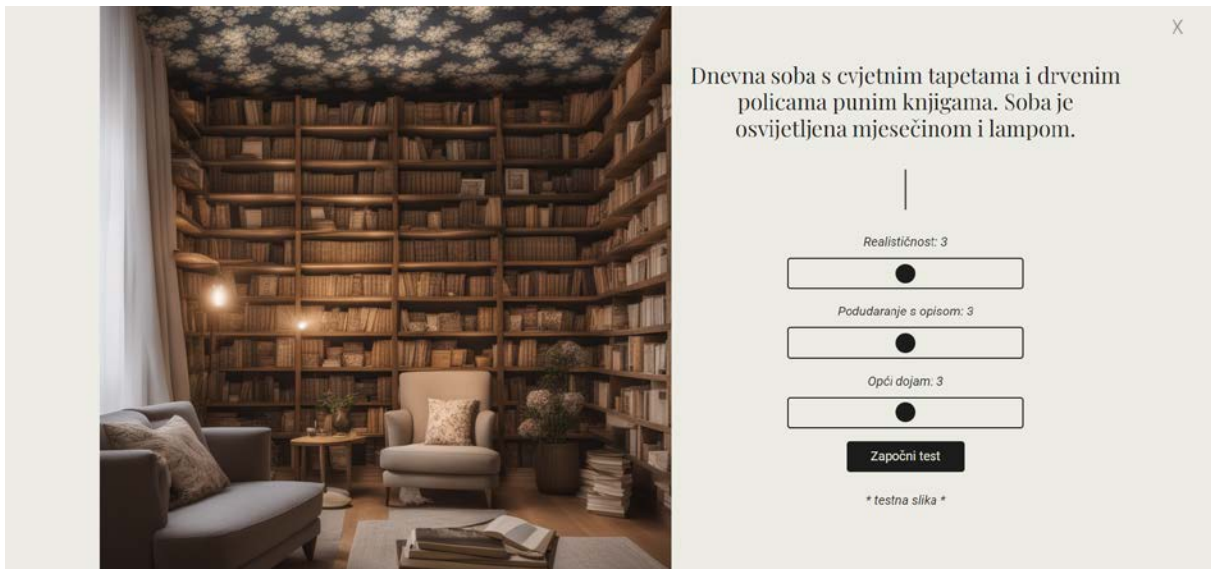 X
Dnevna soba s cvjetnim tapetama i drvenim
policama punim knjigama. Soba je
osvijetljena mjesečinom i lampom.
Realističnost: 3
Podudaranje s opisom: 3
Opći dojam: 3
Započni test
* testna slika *